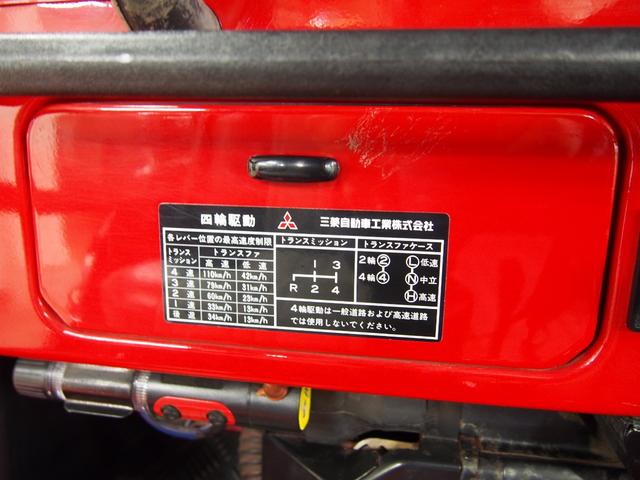 四輪駆動 三菱自動車工業株式会社
各レバー位置の最高速度制限
トランスミッション トランスファ
高速 低速
4速 110km/h 42km/h
3速 79km/h 31km/h
2速 60km/h 23km/h
1速 33km/h 13km/h
後退 34km/h 13km/h
トランスミッション
1 3
R 2 4
トランスファケース
2輪 ② Ⓛ 低速
4輪 ④ Ⓝ 中立
Ⓗ 高速
4輪駆動は一般道路および高速道路
では使用しないでください。